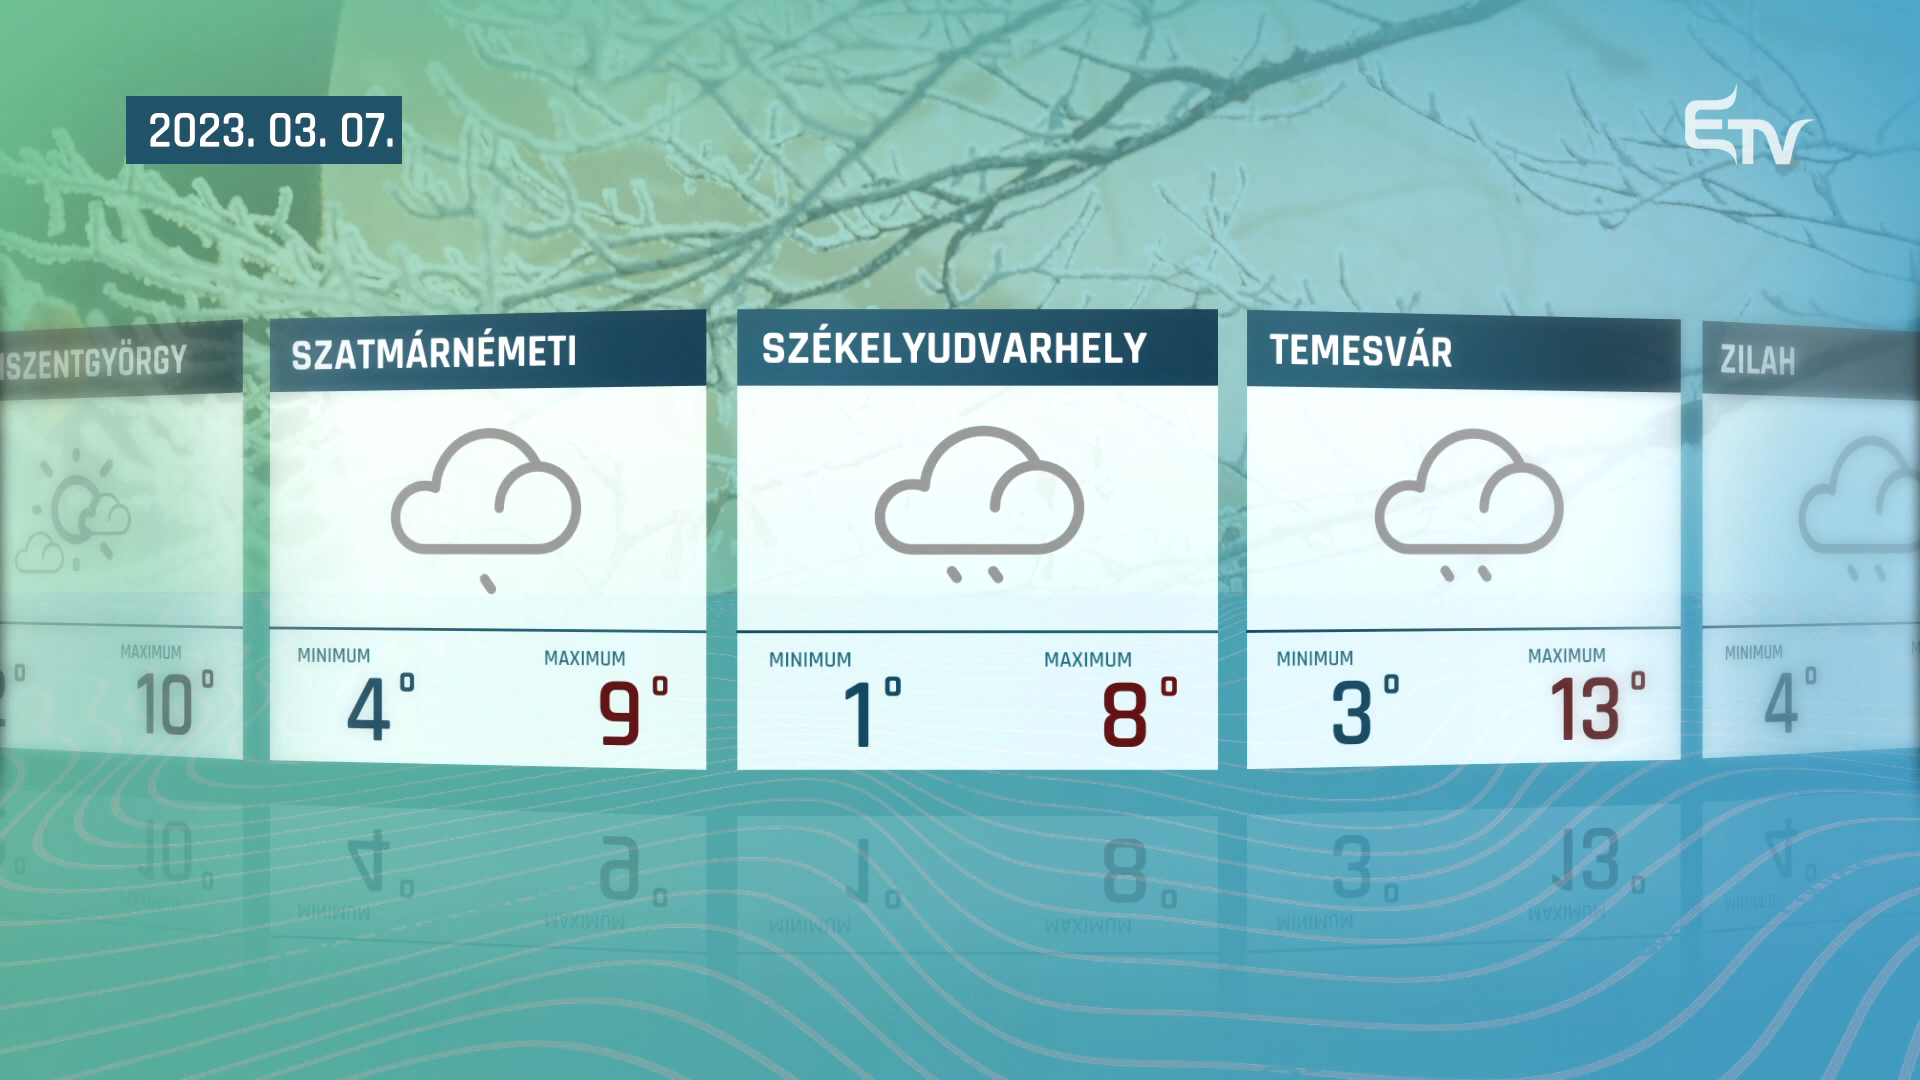 2023. 03. 07.
ETV
ISZENTGYÖRGY
MAXIMUM
10°
SZATMÁRNÉMETI
MINIMUM
4°
MAXIMUM
9°
SZÉKELYUDVARHELY
MINIMUM
1°
MAXIMUM
8°
TEMESVÁR
MINIMUM
3°
MAXIMUM
13°
ZILAH
MINIMUM
4°